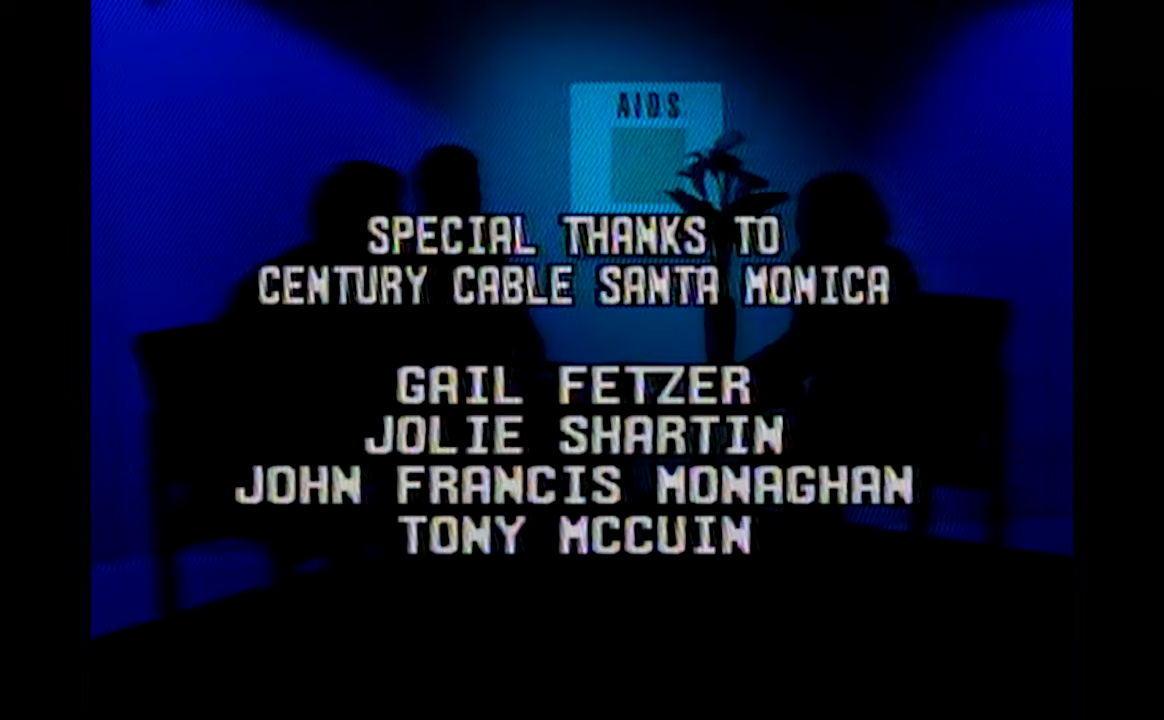 AIDS
SPECIAL THANKS TO
CENTURY CABLE SANTA MONICA
GAIL FETZER
JOLIE SHARTIN
JOHN FRANCIS MONAGHAN
TONY MCCUIN